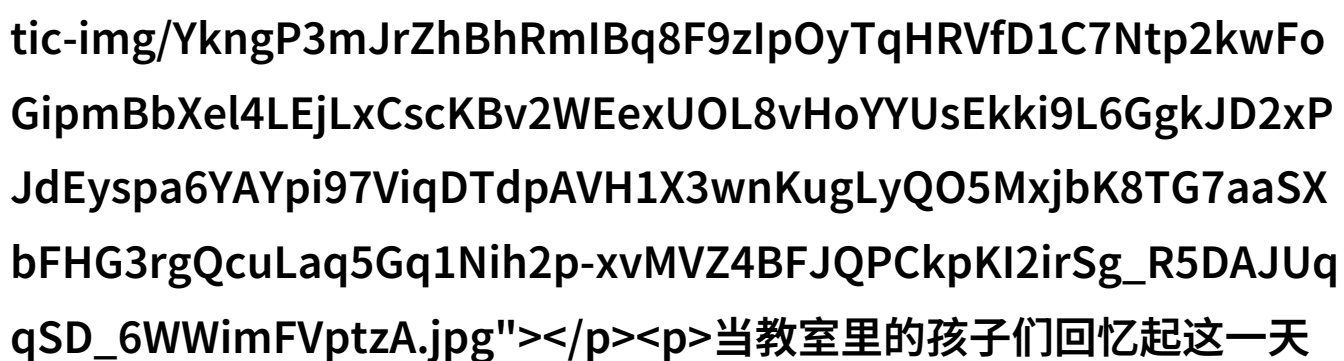 tic-img/YkngP3mJrZhBhRmIBq8F9zIpOyTqHRVfD1C7Ntp2kwFo
GipmBbXel4LEjLxCscKBv2WEexUOL8vHoYYUsEkki9L6GgkJD2xP
JdEyspa6YAYpi97ViqDTdpAVH1X3wnKugLyQO5MxjbK8TG7aaSX
bFHG3rgQcuLaq5Gq1Nih2p-xvMVZ4BFJQPCkpKI2irSg_R5DAJUq
qSD_6WWimFVptzA.jpg"></p><p>当教室里的孩子们回忆起这一天